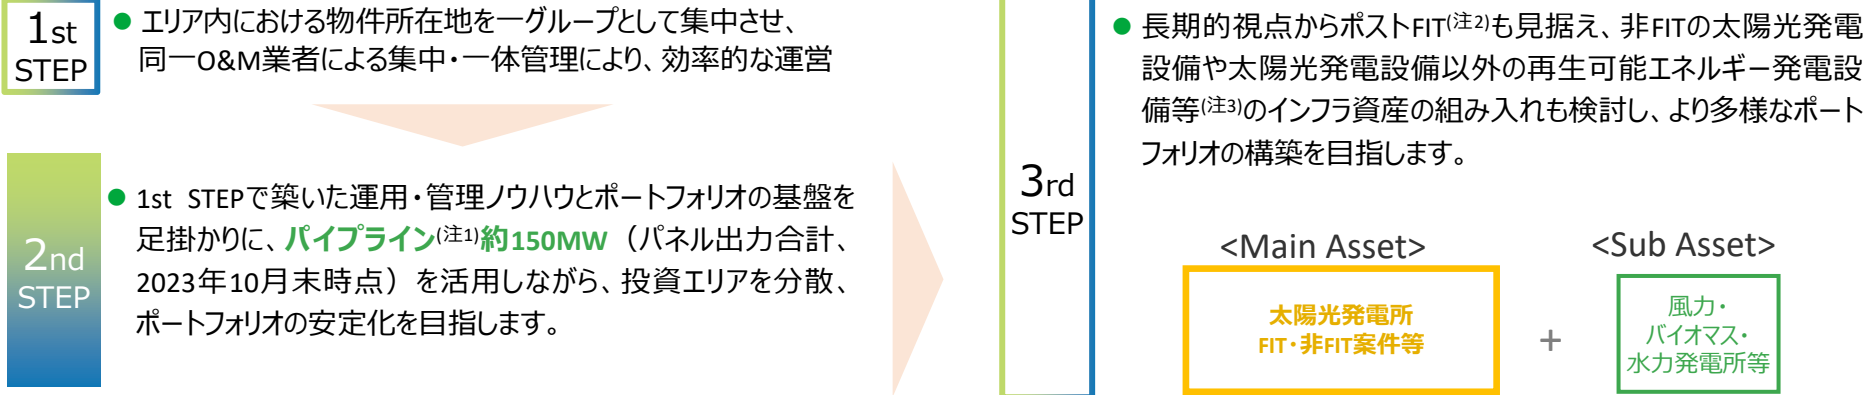 1st
STEP
● エリア内における物件所在地を一グループとして集中させ、
同一O&M業者による集中・一体管理により、効率的な運営
2nd
STEP
● 1st STEPで築いた運用・管理ノウハウとポートフォリオの基盤を
足掛かりに、パイプライン(注1)約150MW（パネル出力合計、
2023年10月末時点）を活用しながら、投資エリアを分散、
ポートフォリオの安定化を目指します。
3rd
STEP
● 長期的視点からポストFIT(注2)も見据え、非FITの太陽光発電
設備や太陽光発電設備以外の再生可能エネルギー発電設
備等(注3)のインフラ資産の組み入れも検討し、より多様なポート
フォリオの構築を目指します。
<Main Asset>
太陽光発電所
FIT・非FIT案件等
+
<Sub Asset>
風力・
バイオマス・
水力発電所等